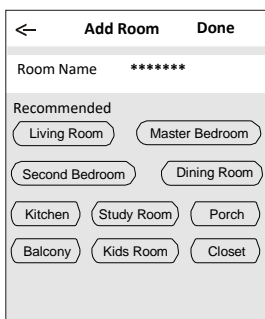 Add Room Done
Room Name *******
Recommended
Living Room Master Bedroom
Second Bedroom Dining Room
Kitchen Study Room Porch
Balcony Kids Room Closet